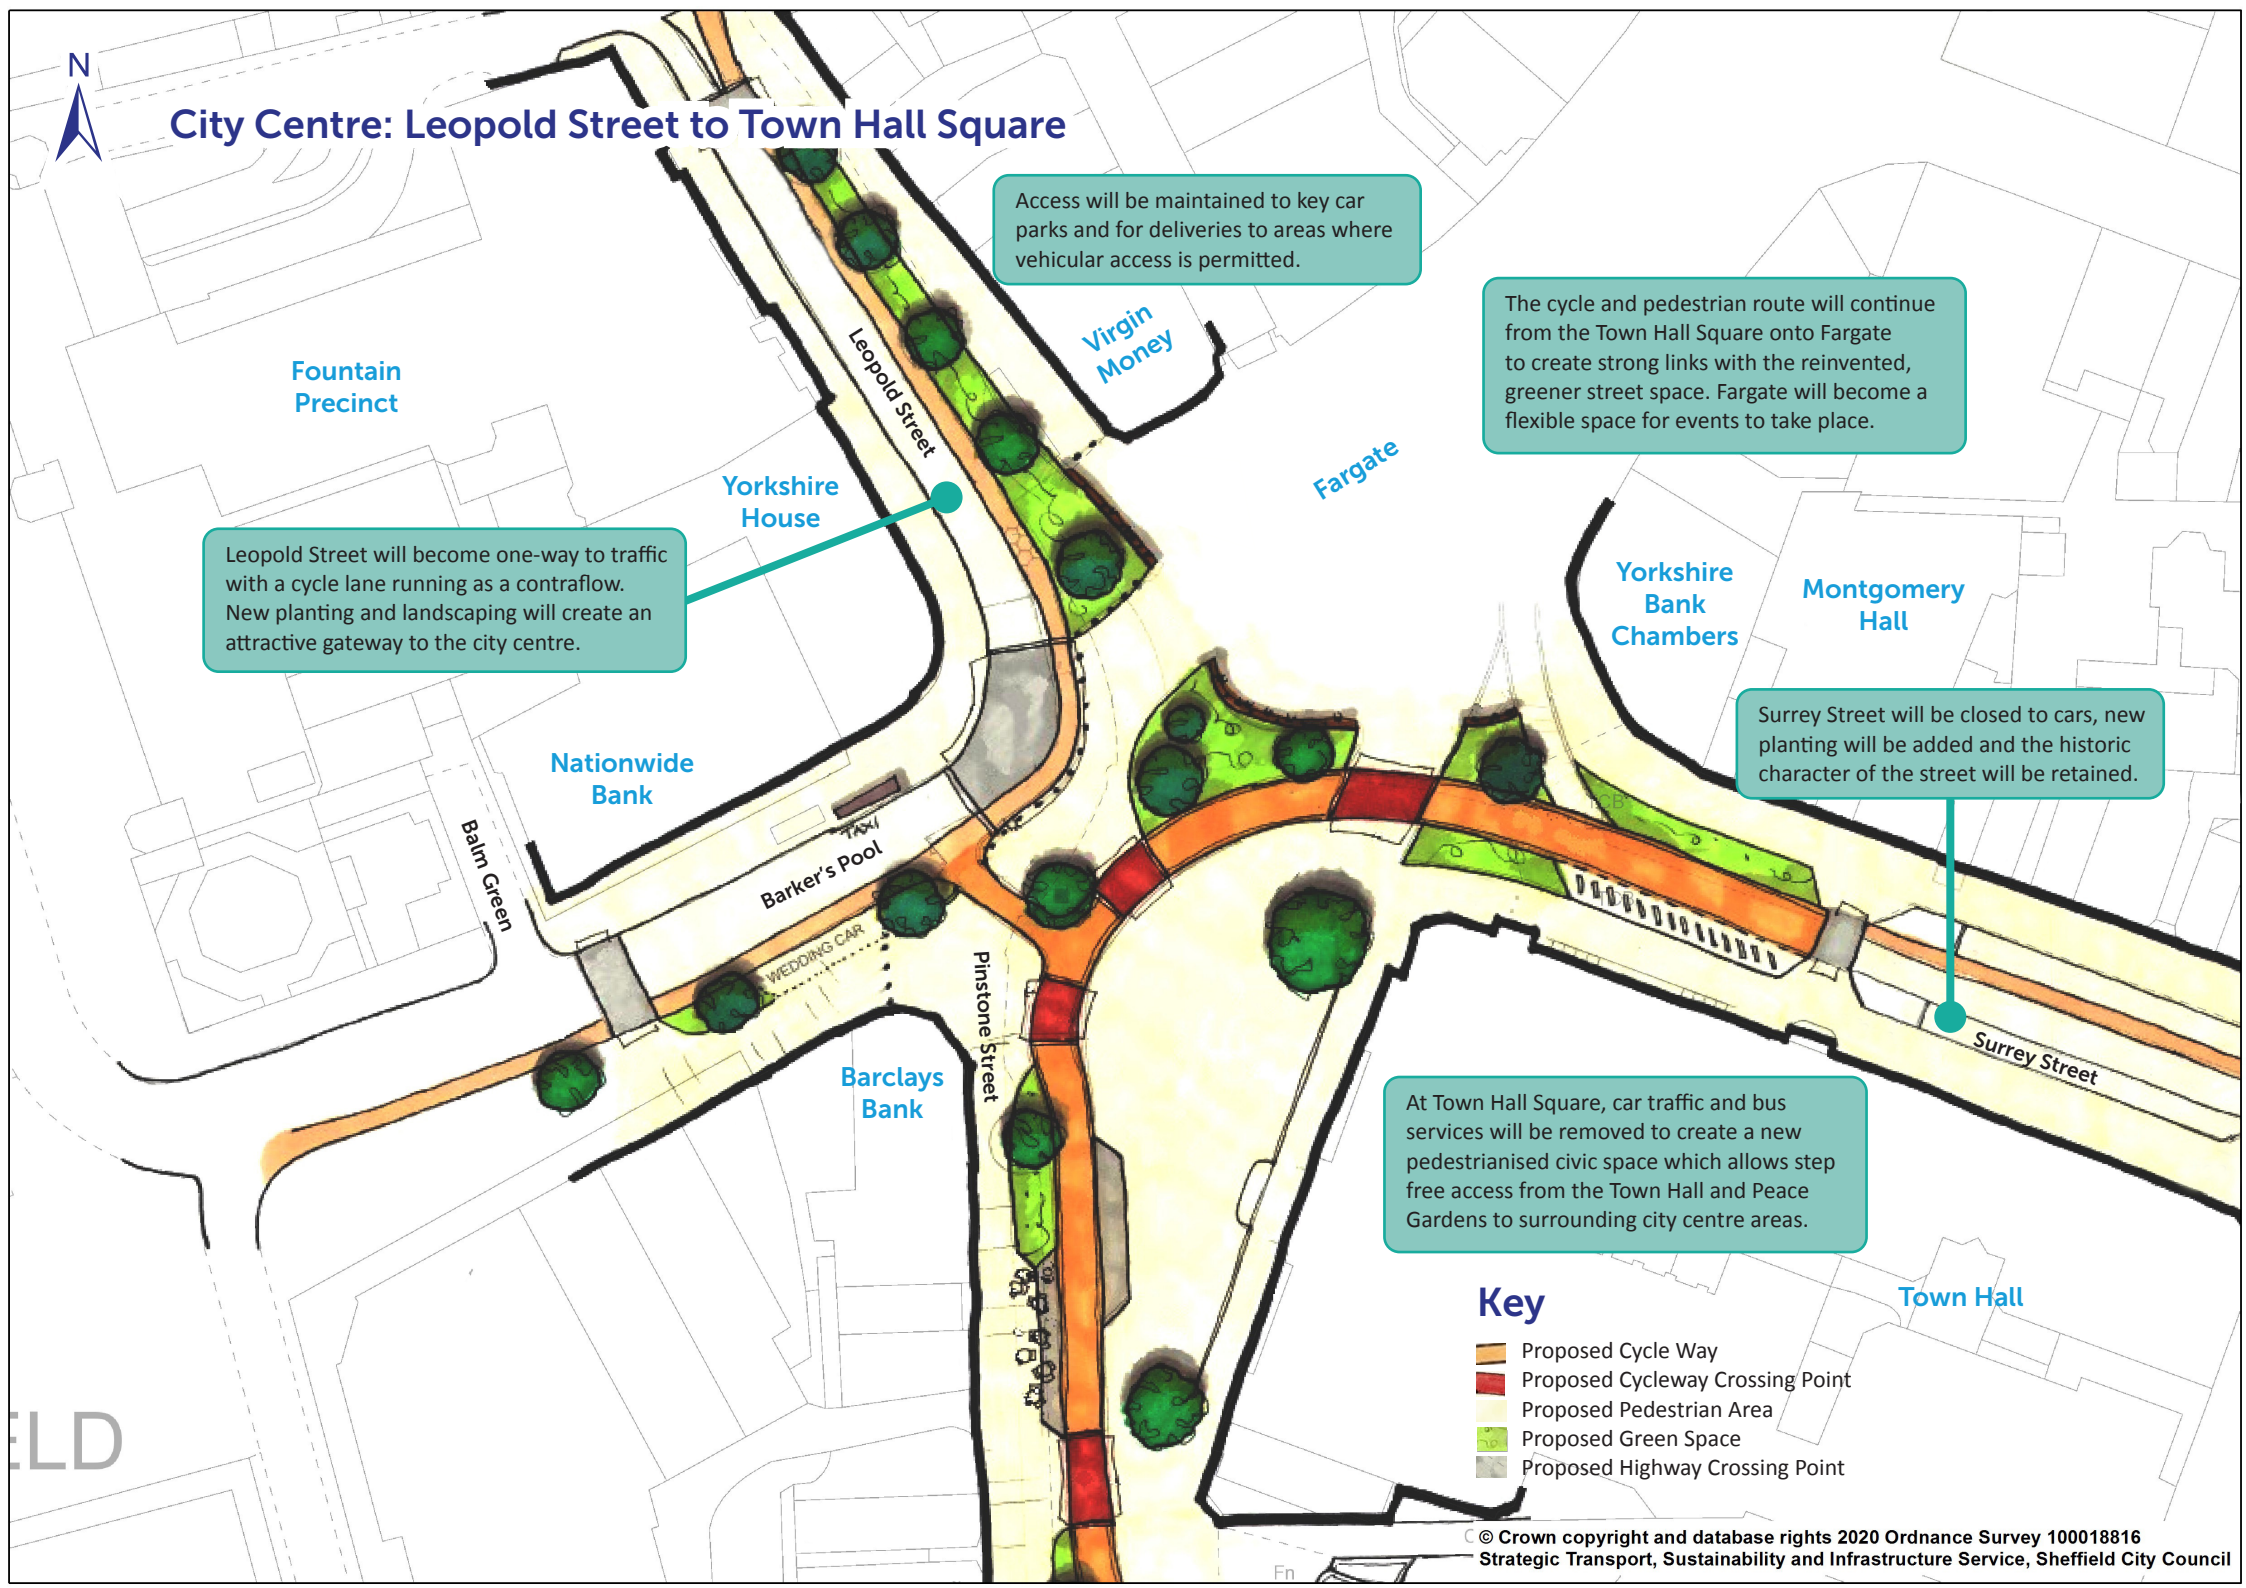 N
City Centre: Leopold Street to Town Hall Square
Access will be maintained to key car
parks and for deliveries to areas where
vehicular access is permitted.
The cycle and pedestrian route will continue
from the Town Hall Square onto Fargate
to create strong links with the reinvented,
greener street space. Fargate will become a
flexible space for events to take place.
Virgin
Money
Leopold Street
Fountain
Precinct
Fargate
Yorkshire
House
Leopold Street will become one-way to traffic
with a cycle lane running as a contraflow.
New planting and landscaping will create an
attractive gateway to the city centre.
Yorkshire
Bank
Chambers
Montgomery
Hall
Surrey Street will be closed to cars, new
planting will be added and the historic
character of the street will be retained.
Nationwide
Bank
TCB
TAXI
Barker's Pool
Balm Green
WEDDING CAR
Pinstone Street
Surrey Street
Barclays
Bank
At Town Hall Square, car traffic and bus
services will be removed to create a new
pedestrianised civic space which allows step
free access from the Town Hall and Peace
Gardens to surrounding city centre areas.
Town Hall
Key
Proposed Cycle Way
Proposed Cycleway Crossing Point
Proposed Pedestrian Area
Proposed Green Space
Proposed Highway Crossing Point
ELD
Fn
© Crown copyright and database rights 2020 Ordnance Survey 100018816
Strategic Transport, Sustainability and Infrastructure Service, Sheffield City Council